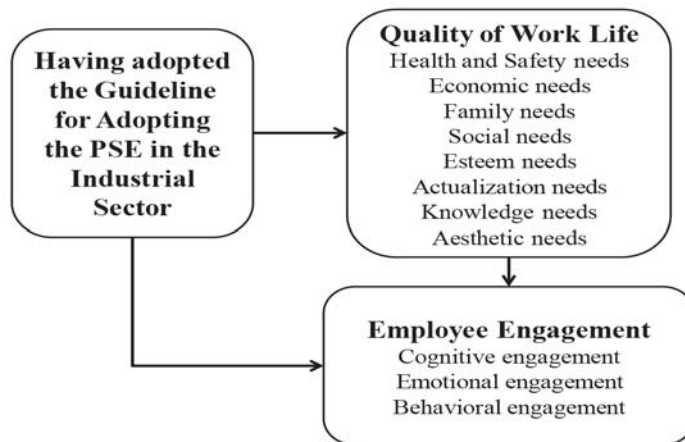 Having adopted
the Guideline
for Adopting
the PSE in the
Industrial
Sector
Quality of Work Life
Health and Safety needs
Economic needs
Family needs
Social needs
Esteem needs
Actualization needs
Knowledge needs
Aesthetic needs
Employee Engagement
Cognitive engagement
Emotional engagement
Behavioral engagement